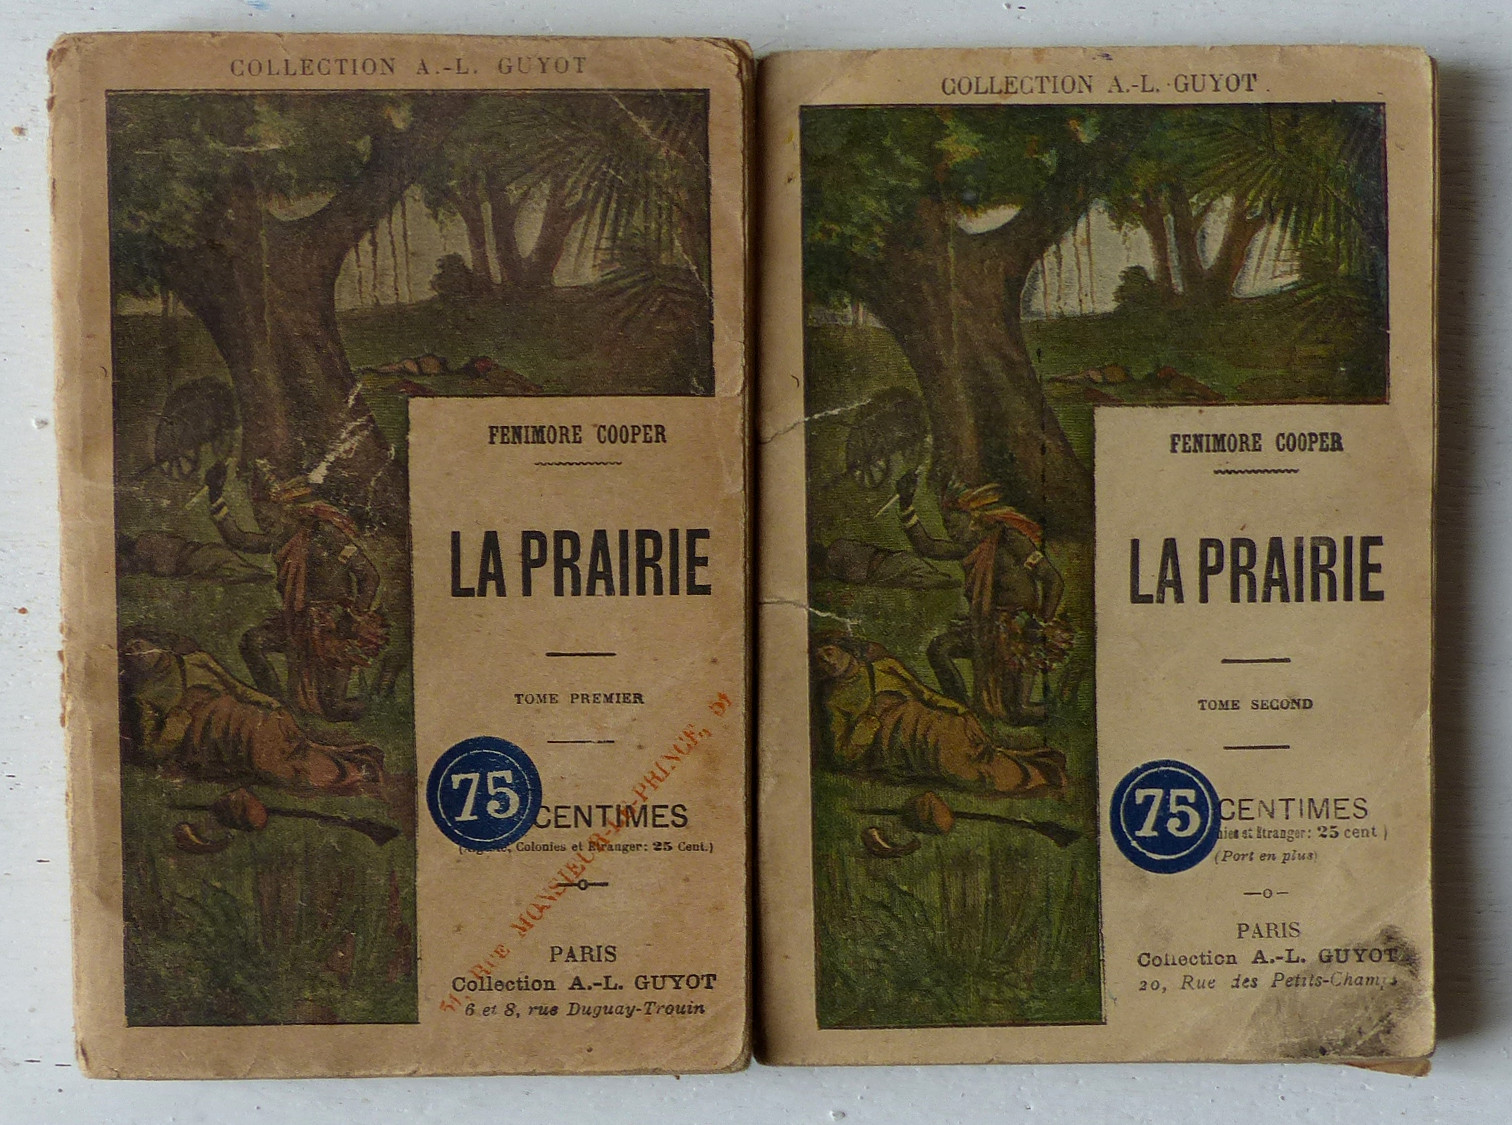 COLLECTION A.-L. GUYOT
FENIMORE COOPER
LA PRAIRIE
TOME PREMIER
75 CENTIMES
Colonies et Étranger: 25 Cent.)
51, RUE MONSIEUR-LE-PRINCE, 51
PARIS
Collection A.-L. GUYOT
6 et 8, rue Duguay-Trouin
COLLECTION A.-L. GUYOT.
FENIMORE COOPER
LA PRAIRIE
TOME SECOND
75 CENTIMES
et Étranger: 25 cent.)
(Port en plus)
PARIS
Collection A.-L. GUYOT
20, Rue des Petits-Champs